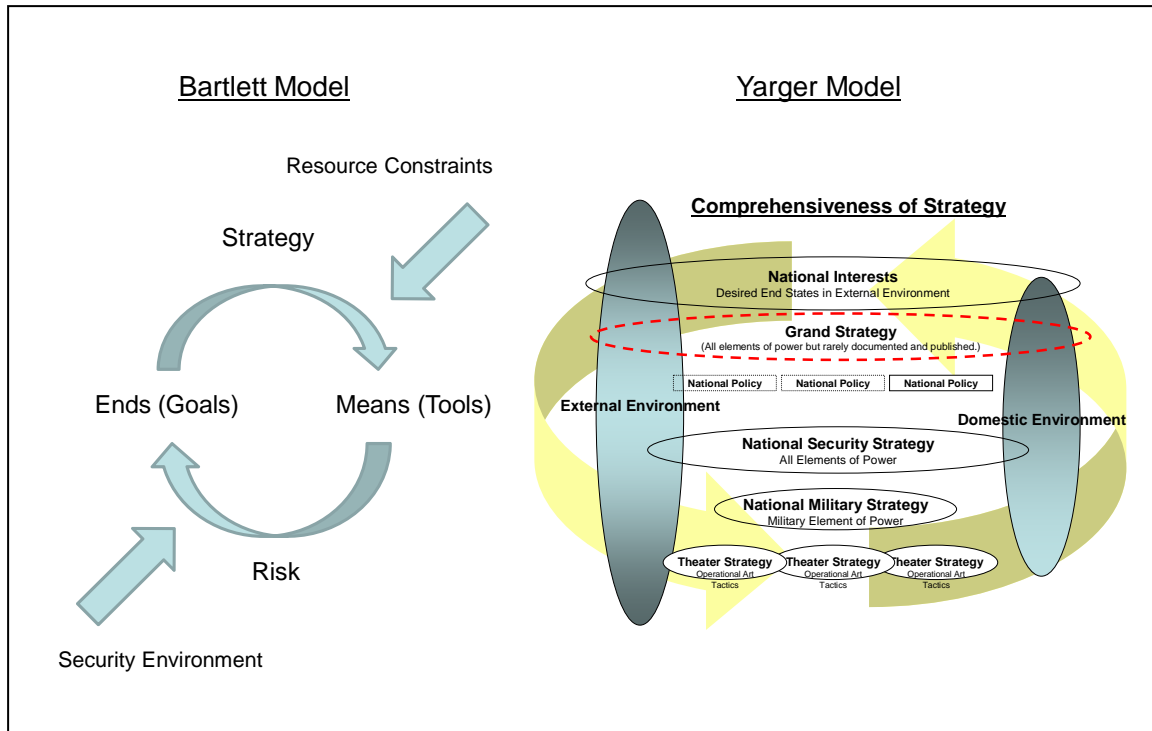 Bartlett Model
Resource Constraints
Strategy
Ends (Goals)
Means (Tools)
Risk
Security Environment
Yarger Model
Comprehensiveness of Strategy
National Interests
Desired End States in External Environment
Grand Strategy
(All elements of power but rarely documented and published.)
National Policy
National Policy
National Policy
External Environment
Domestic Environment
National Security Strategy
All Elements of Power
National Military Strategy
Military Element of Power
Theater Strategy
Operational Art
Tactics
Theater Strategy
Operational Art
Tactics
Theater Strategy
Operational Art
Tactics